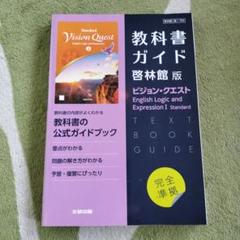 Standard
Vision Quest
教科書の内容がよくわかる
教科書の
公式ガイドブック
要点がわかる
問題の解き方がわかる
予習・復習にぴったり
文研出版
教科書
ガイド
啓林館 版
ビジョン・クエスト
English Logic and
Expression I Standard
TEXT
BOOK
GUIDE
完全
準拠